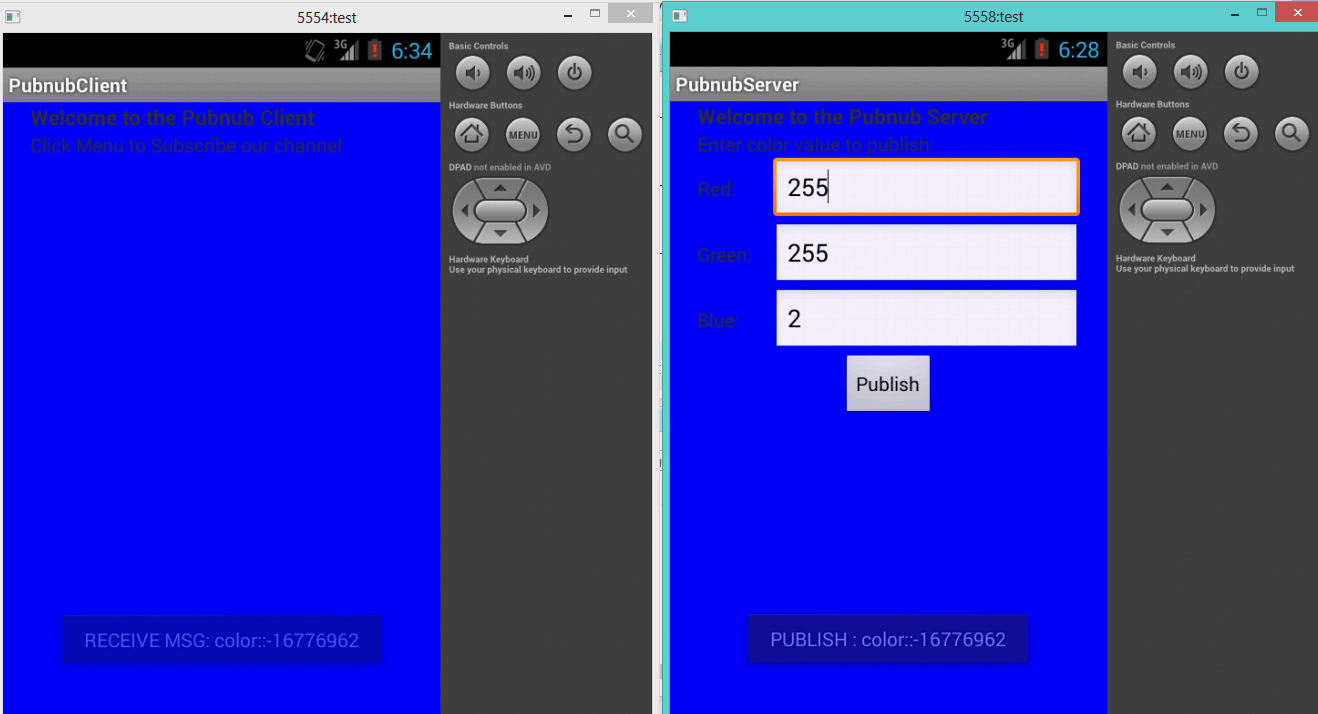 5554:test
3G
6:34
PubnubClient
Basic Controls
Welcome to the Pubnub Client
Click Menu to Subscribe our channel
Hardware Buttons
MENU
DPAD not enabled in AVD
Hardware Keyboard
Use your physical keyboard to provide input
RECEIVE MSG: color::-16776962
5558:test
3G
6:28
PubnubServer
Basic Controls
Welcome to the Pubnub Server
Enter color value to publish:
Red: 255
Green: 255
Blue: 2
Publish
Hardware Buttons
MENU
DPAD not enabled in AVD
Hardware Keyboard
Use your physical keyboard to provide input
PUBLISH : color::-16776962